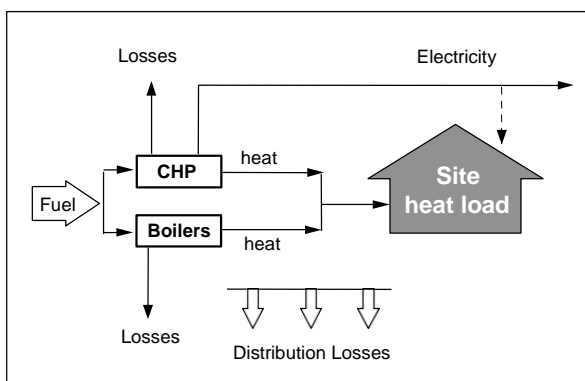 Losses
Electricity
CHP
heat
Site
heat load
Fuel
Boilers
heat
Losses
Distribution Losses